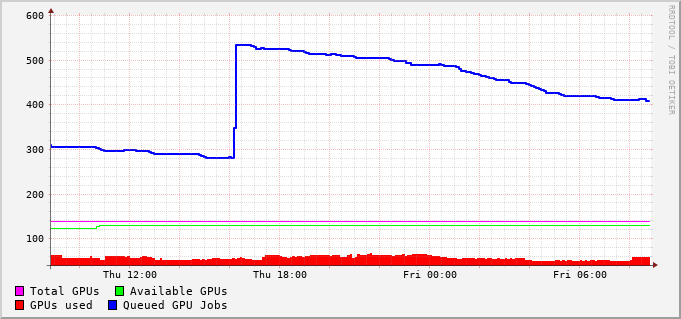 600
500
400
300
200
100
Thu 12:00 Thu 18:00 Fri 00:00 Fri 06:00
Total GPUs Available GPUs
GPUs used Queued GPU Jobs
RRDTOOL / TOBI OETIKER